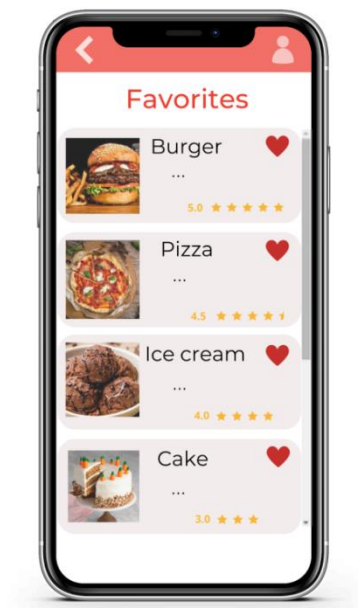 Favorites
Burger
...
5.0
Pizza
...
4.5
Ice cream
...
4.0
Cake
...
3.0